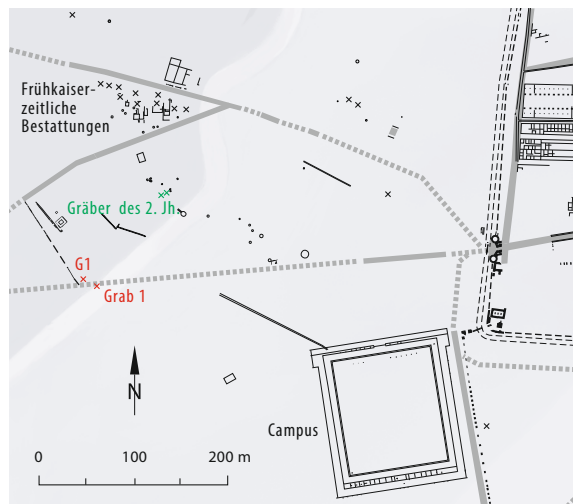 Frühkaiser-
zeitliche
Bestattungen
Gräber des 2. Jh.
G1
Grab 1
N
Campus
0 100 200 m